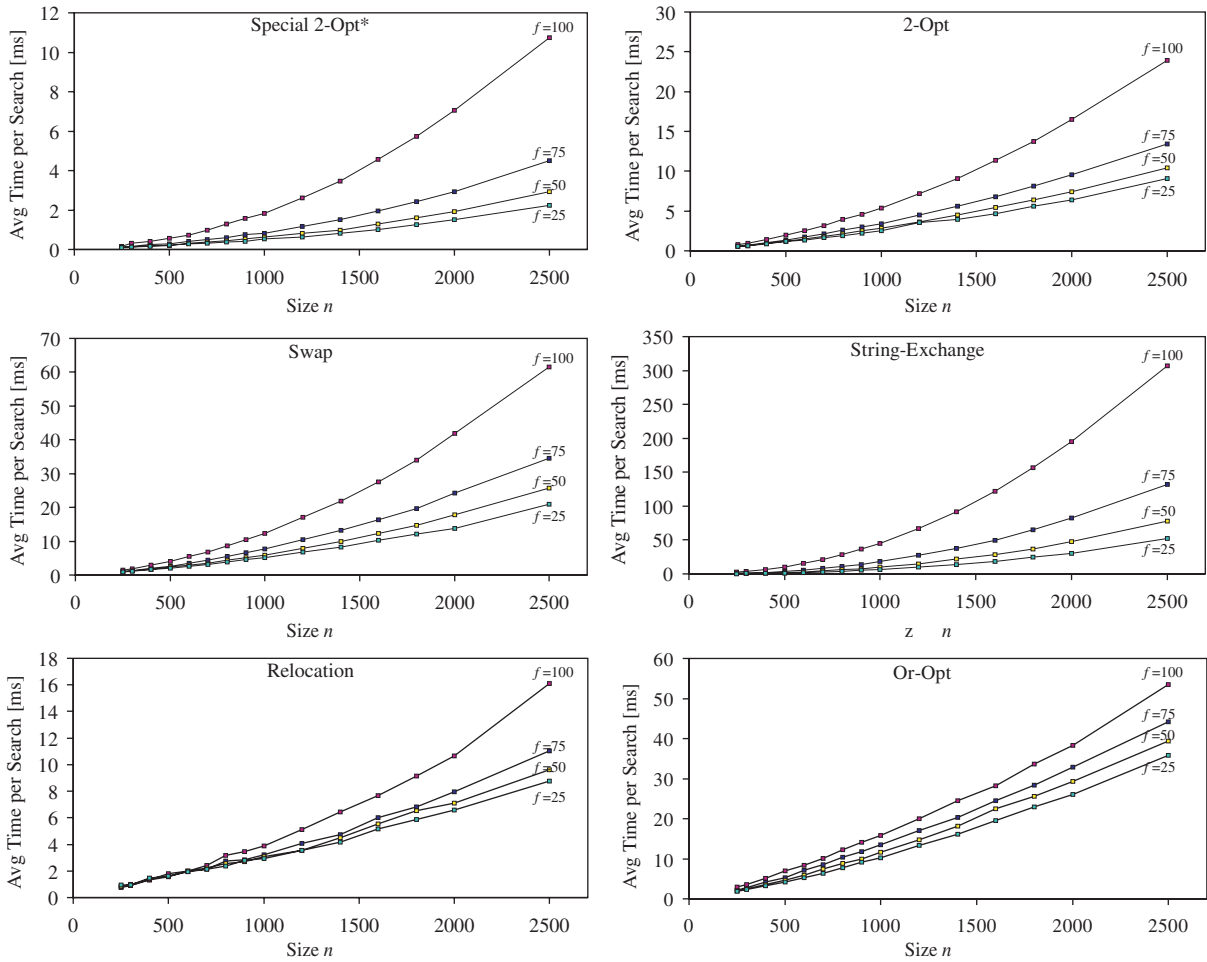 Special 2-Opt*
Avg Time per Search [ms]
12
10
8
6
4
2
0
f=100
f=75
f=50
f=25
0 500 1000 1500 2000 2500
Size n
2-Opt
Avg Time per Search [ms]
30
25
20
15
10
5
0
f=100
f=75
f=50
f=25
0 500 1000 1500 2000 2500
Size n
Swap
Avg Time per Search [ms]
70
60
50
40
30
20
10
0
f=100
f=75
f=50
f=25
0 500 1000 1500 2000 2500
Size n
String-Exchange
Avg Time per Search [ms]
350
300
250
200
150
100
50
0
f=100
f=75
f=50
f=25
0 500 1000 1500 2000 2500
z n
Relocation
Avg Time per Search [ms]
18
16
14
12
10
8
6
4
2
0
f=100
f=75
f=50
f=25
0 500 1000 1500 2000 2500
Size n
Or-Opt
Avg Time per Search [ms]
60
50
40
30
20
10
0
f=100
f=75
f=50
f=25
0 500 1000 1500 2000 2500
Size n